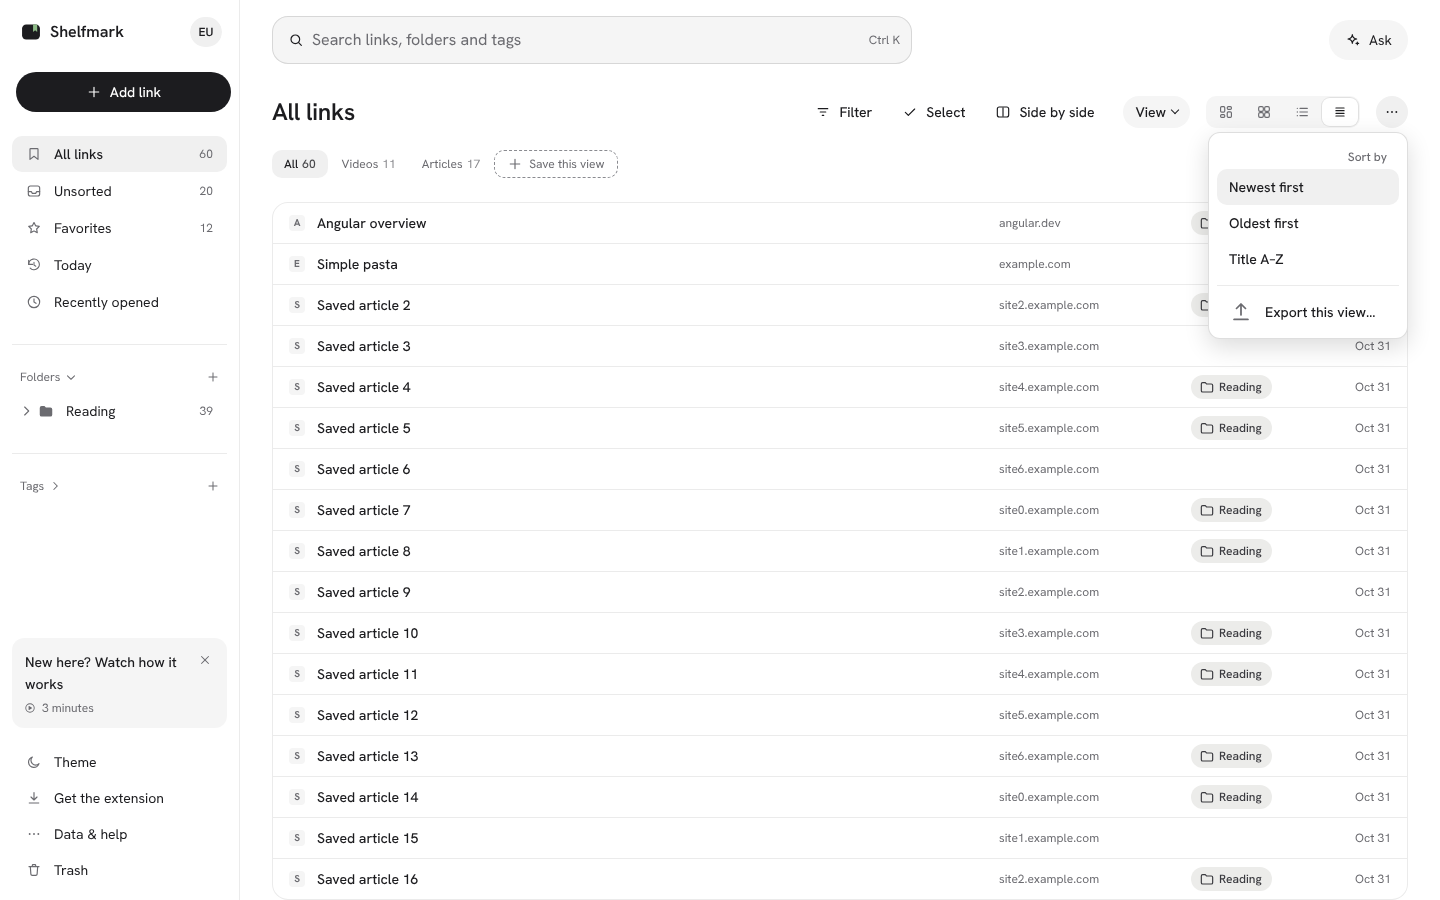 Shelfmark
EU
Add link
All links 60
Unsorted 20
Favorites 12
Today
Recently opened
Folders
Reading 39
Tags
New here? Watch how it
works
3 minutes
Theme
Get the extension
Data & help
Trash
Search links, folders and tags Ctrl K
Ask
All links
Filter Select Side by side View
All 60 Videos 11 Articles 17 Save this view
Sort by
Newest first
Oldest first
Title A–Z
Export this view...
A Angular overview angular.dev
E Simple pasta example.com
S Saved article 2 site2.example.com
S Saved article 3 site3.example.com Oct 31
S Saved article 4 site4.example.com Reading Oct 31
S Saved article 5 site5.example.com Reading Oct 31
S Saved article 6 site6.example.com Oct 31
S Saved article 7 site0.example.com Reading Oct 31
S Saved article 8 site1.example.com Reading Oct 31
S Saved article 9 site2.example.com Oct 31
S Saved article 10 site3.example.com Reading Oct 31
S Saved article 11 site4.example.com Reading Oct 31
S Saved article 12 site5.example.com Oct 31
S Saved article 13 site6.example.com Reading Oct 31
S Saved article 14 site0.example.com Reading Oct 31
S Saved article 15 site1.example.com Oct 31
S Saved article 16 site2.example.com Reading Oct 31